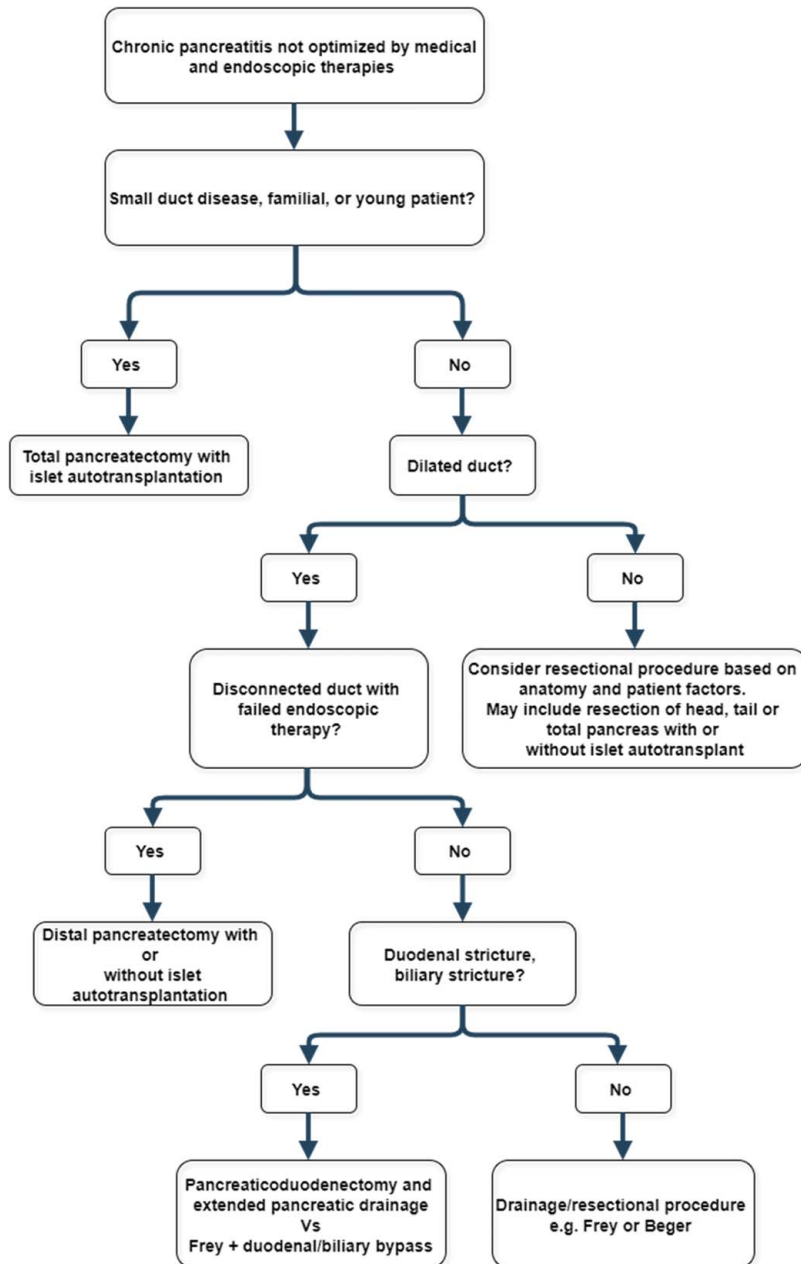 Chronic pancreatitis not optimized by medical
and endoscopic therapies
Small duct disease, familial, or young patient?
Yes
No
Total pancreatectomy with
islet autotransplantation
Dilated duct?
Yes
No
Disconnected duct with
failed endoscopic
therapy?
Consider resectional procedure based on
anatomy and patient factors.
May include resection of head, tail or
total pancreas with or
without islet autotransplant
Yes
No
Distal pancreatectomy with
or
without islet
autotransplantation
Duodenal stricture,
biliary stricture?
Yes
No
Pancreaticoduodenectomy and
extended pancreatic drainage
Vs
Frey + duodenal/biliary bypass
Drainage/resectional procedure
e.g. Frey or Beger